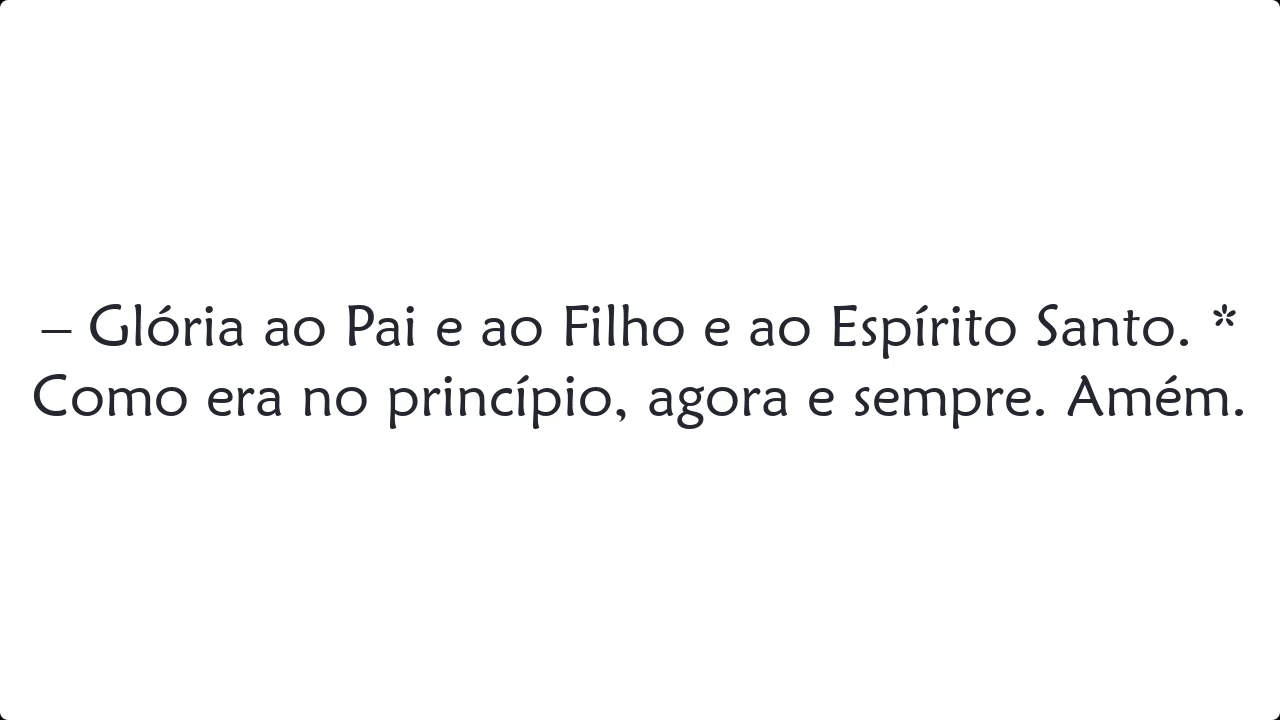 – Glória ao Pai e ao Filho e ao Espírito Santo. *
Como era no princípio, agora e sempre. Amém.